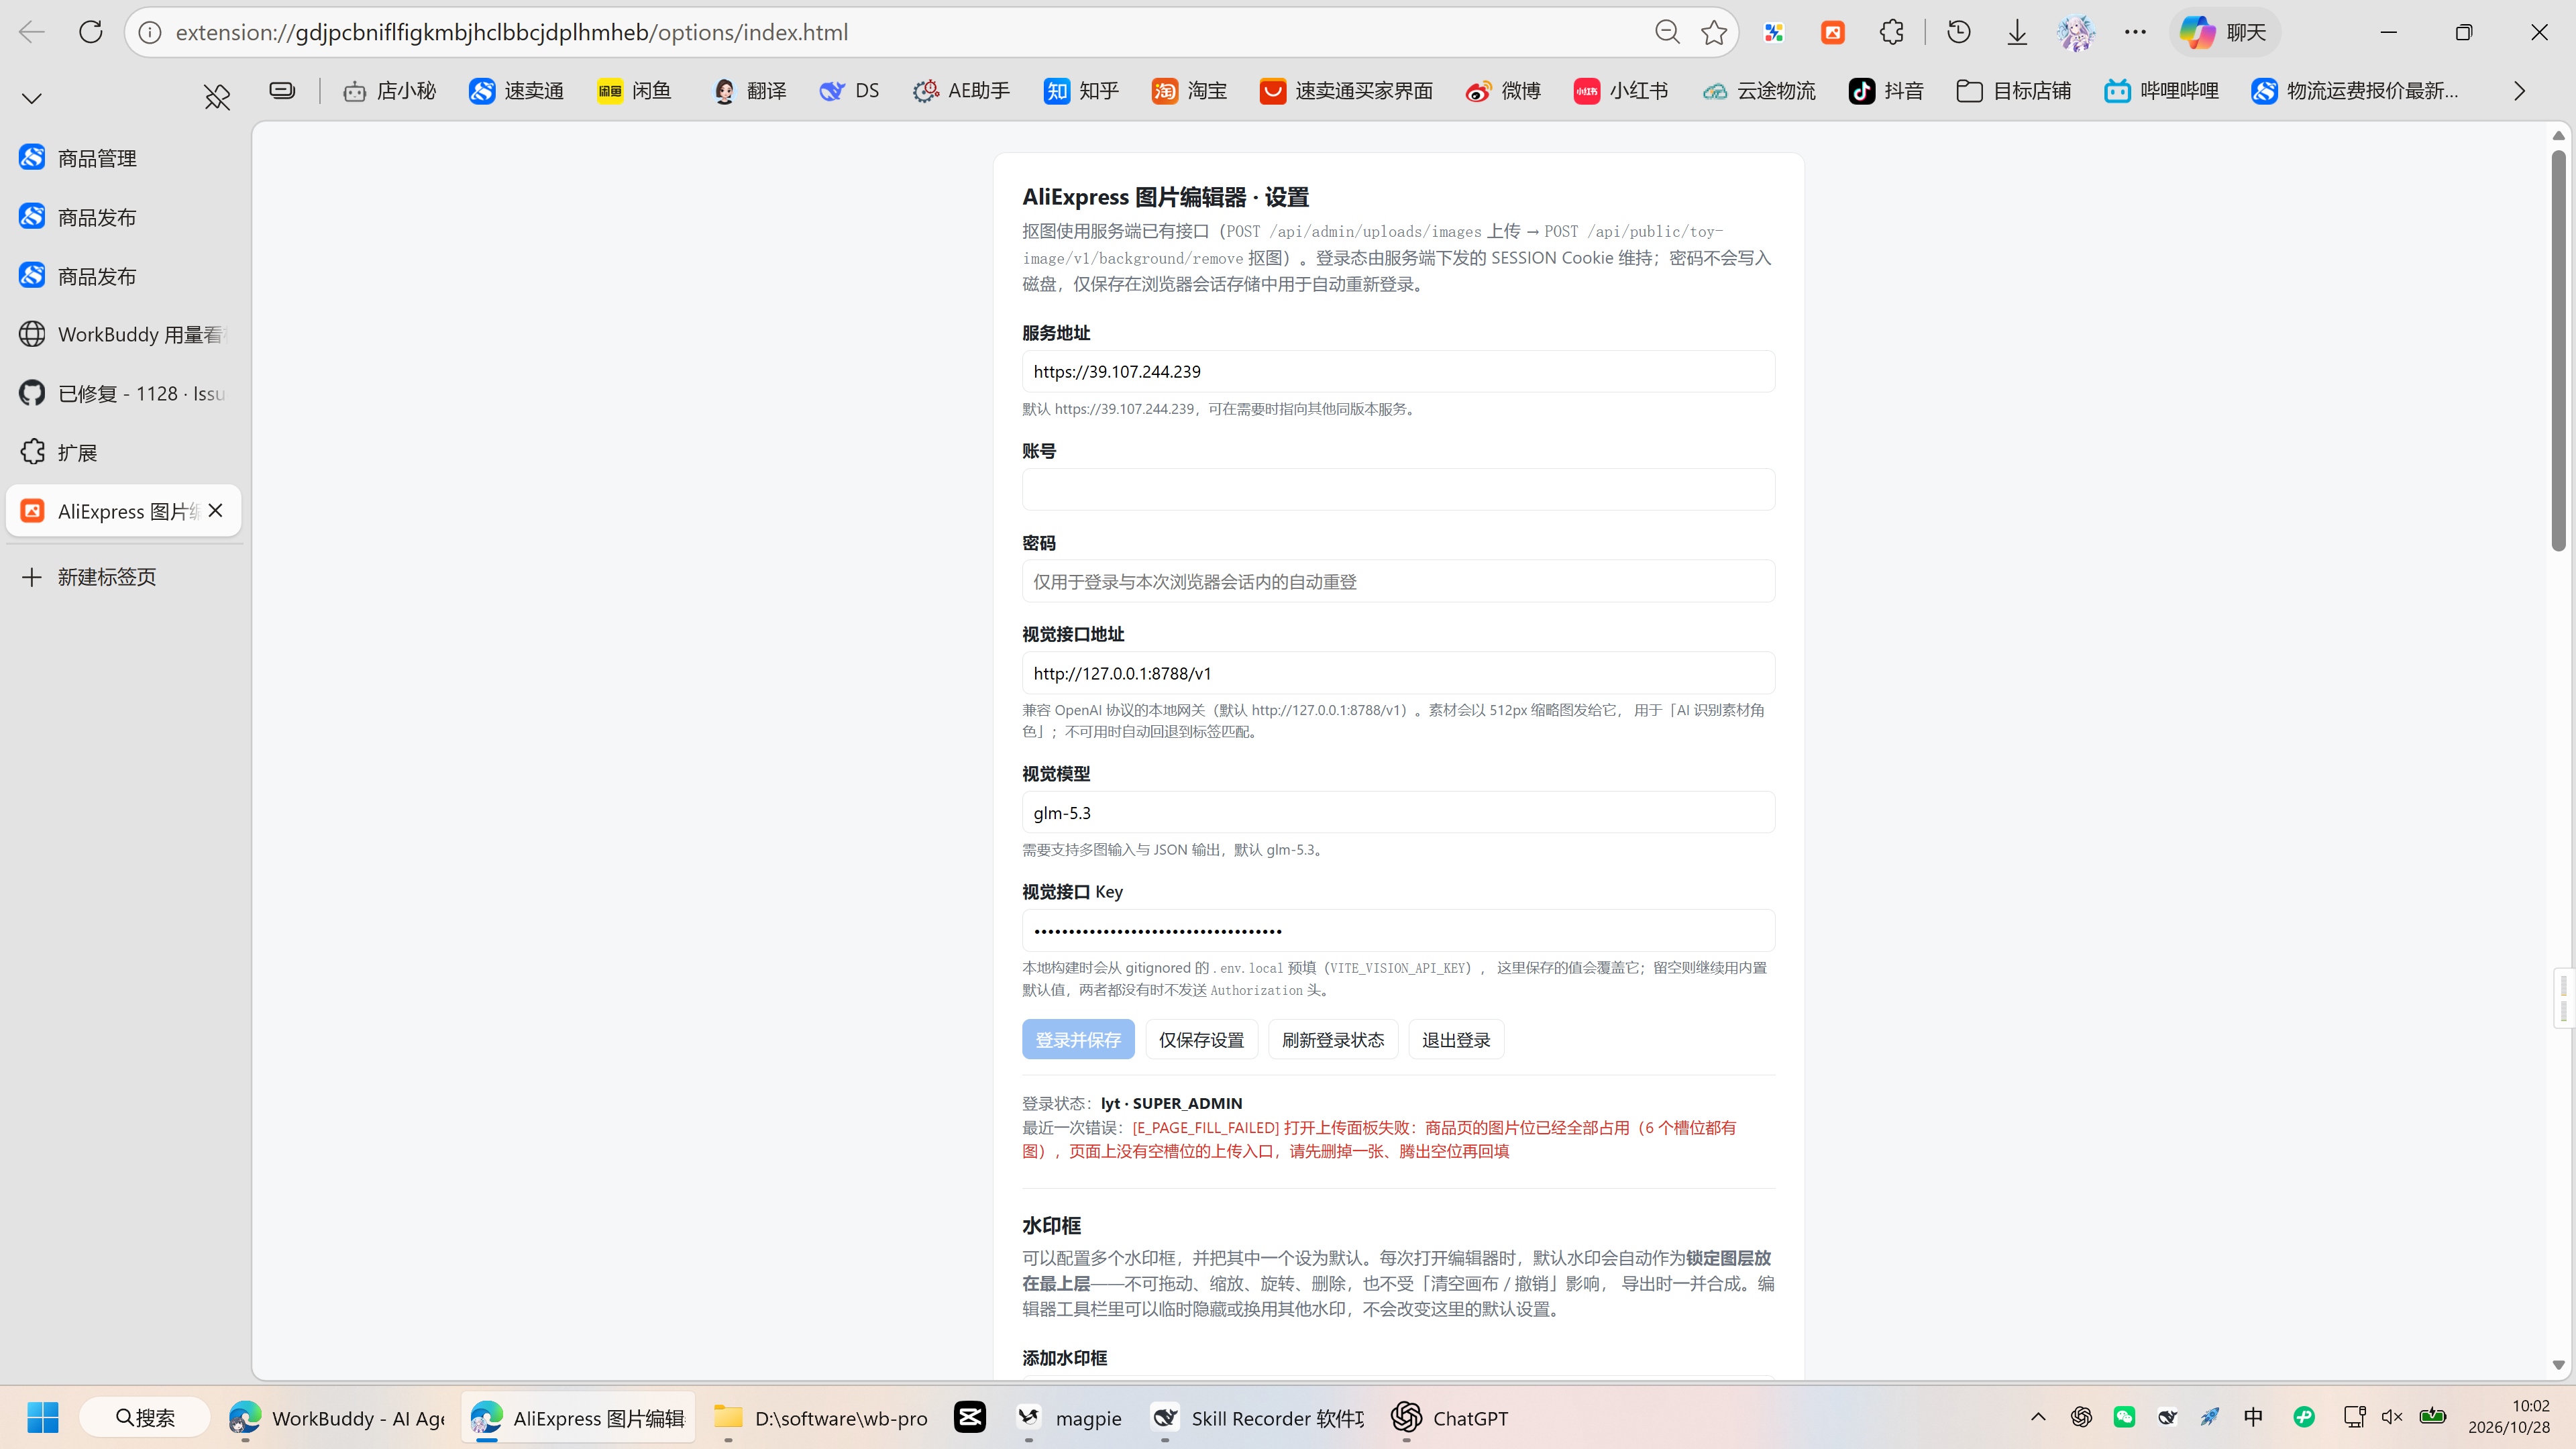 extension://gdjpcbniflfigkmbjhclbbcjdplhmheb/options/index.html
聊天
店小秘
速卖通
闲鱼
翻译
DS
AE助手
知乎
淘宝
速卖通买家界面
微博
小红书
云途物流
抖音
目标店铺
哔哩哔哩
物流运费报价最新...
商品管理
商品发布
商品发布
WorkBuddy 用量看
已修复 - 1128 · Issu
扩展
AliExpress 图片编
新建标签页
AliExpress 图片编辑器 · 设置
抠图使用服务端已有接口（POST /api/admin/uploads/images 上传 → POST /api/public/toy-
image/v1/background/remove 抠图）。登录态由服务端下发的 SESSION Cookie 维持；密码不会写入
磁盘，仅保存在浏览器会话存储中用于自动重新登录。
服务地址
https://39.107.244.239
默认 https://39.107.244.239，可在需要时指向其他同版本服务。
账号
密码
仅用于登录与本次浏览器会话内的自动重登
视觉接口地址
http://127.0.0.1:8788/v1
兼容 OpenAI 协议的本地网关（默认 http://127.0.0.1:8788/v1）。素材会以 512px 缩略图发给它， 用于「AI 识别素材角
色」；不可用时自动回退到标签匹配。
视觉模型
glm-5.3
需要支持多图输入与 JSON 输出，默认 glm-5.3。
视觉接口 Key
••••••••••••••••••••••••••••••••••••
本地构建时会从 gitignored 的 .env.local 预填（VITE_VISION_API_KEY）， 这里保存的值会覆盖它；留空则继续用内置
默认值，两者都没有时不发送 Authorization 头。
登录并保存
仅保存设置
刷新登录状态
退出登录
登录状态：lyt · SUPER_ADMIN
最近一次错误：[E_PAGE_FILL_FAILED] 打开上传面板失败：商品页的图片位已经全部占用（6 个槽位都有
图），页面上没有空槽位的上传入口，请先删掉一张、腾出空位再回填
水印框
可以配置多个水印框，并把其中一个设为默认。每次打开编辑器时，默认水印会自动作为锁定图层放
在最上层——不可拖动、缩放、旋转、删除，也不受「清空画布 / 撤销」影响， 导出时一并合成。编
辑器工具栏里可以临时隐藏或换用其他水印，不会改变这里的默认设置。
添加水印框
搜索
WorkBuddy - AI Age
AliExpress 图片编辑
D:\software\wb-pro
magpie
Skill Recorder 软件
ChatGPT
中
10:02
2026/10/28